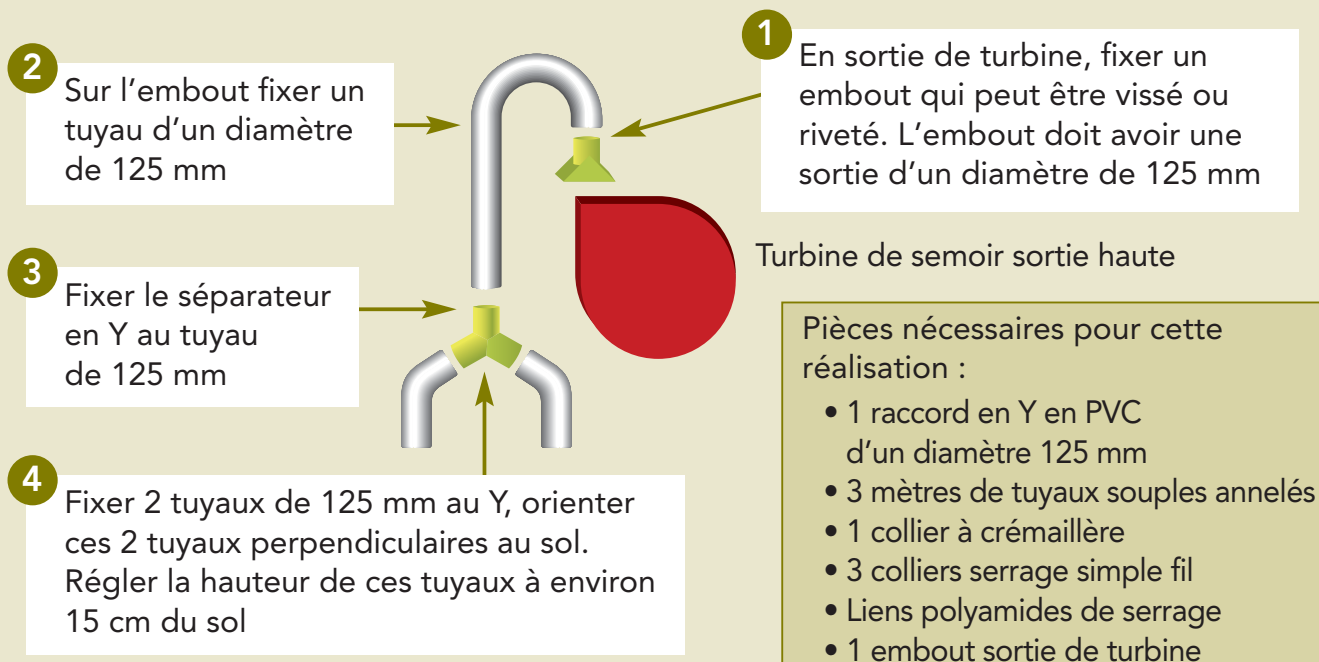 1
En sortie de turbine, fixer un
embout qui peut être vissé ou
riveté. L’embout doit avoir une
sortie d’un diamètre de 125 mm
2
Sur l’embout fixer un
tuyau d’un diamètre
de 125 mm
Turbine de semoir sortie haute
3
Fixer le séparateur
en Y au tuyau
de 125 mm
4
Fixer 2 tuyaux de 125 mm au Y, orienter
ces 2 tuyaux perpendiculaires au sol.
Régler la hauteur de ces tuyaux à environ
15 cm du sol
Pièces nécessaires pour cette
réalisation :
• 1 raccord en Y en PVC
d’un diamètre 125 mm
• 3 mètres de tuyaux souples annelés
• 1 collier à crémaillère
• 3 colliers serrage simple fil
• Liens polyamides de serrage
• 1 embout sortie de turbine